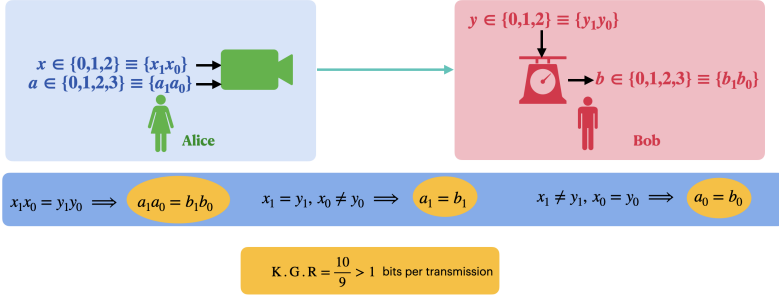 x ∈ {0,1,2} ≡ {x₁x₀}
a ∈ {0,1,2,3} ≡ {a₁a₀}
Alice
y ∈ {0,1,2} ≡ {y₁y₀}
b ∈ {0,1,2,3} ≡ {b₁b₀}
Bob
x₁x₀ = y₁y₀ ⟹ a₁a₀ = b₁b₀
x₁ = y₁, x₀ ≠ y₀ ⟹ a₁ = b₁
x₁ ≠ y₁, x₀ = y₀ ⟹ a₀ = b₀
K.G.R = 10/9 > 1 bits per transmission